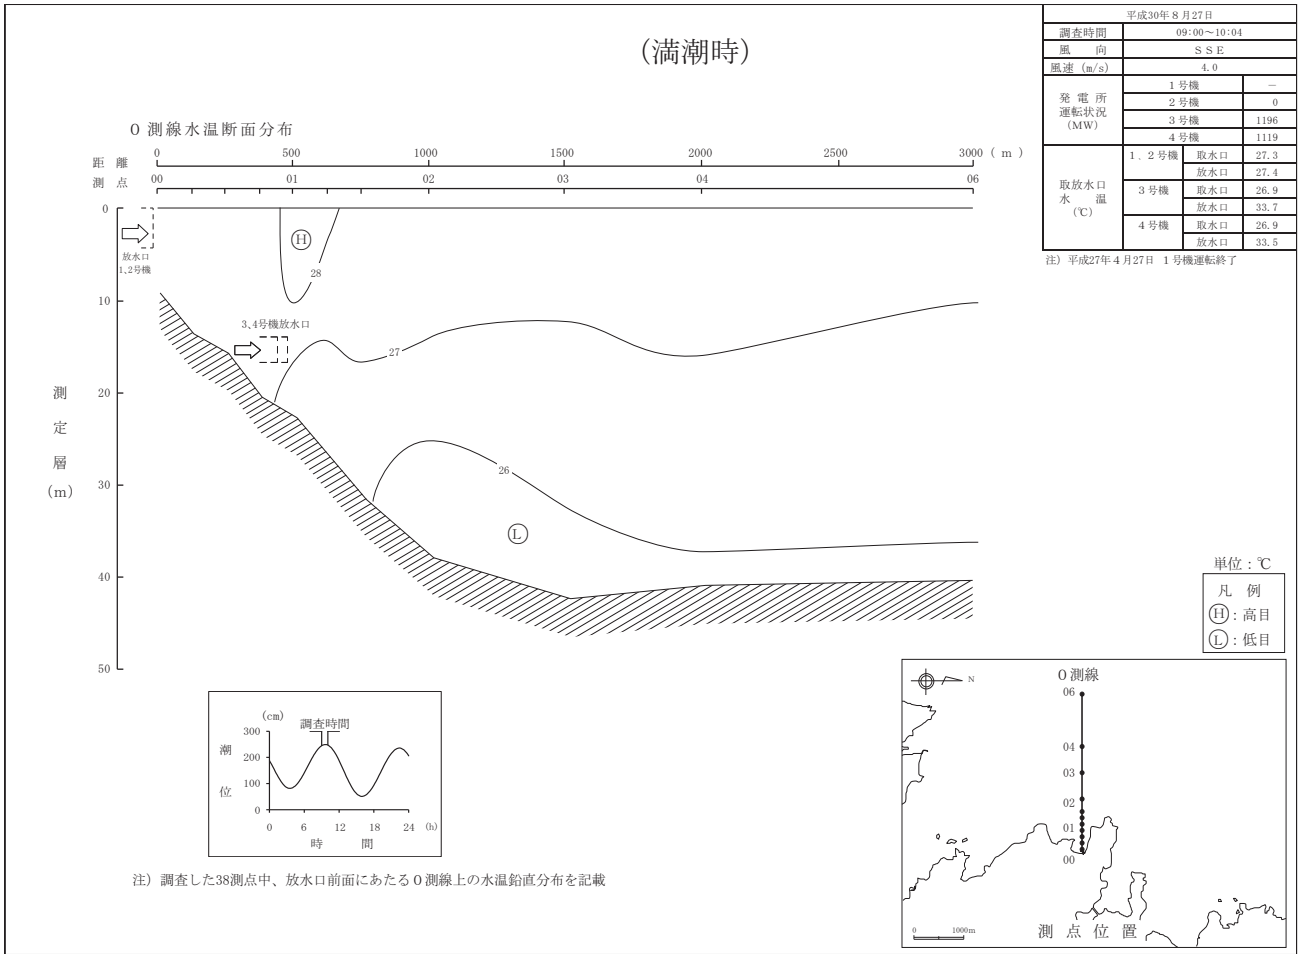 (満潮時)
平成30年8月27日
調査時間 09:00～10:04
風　向 ＳＳＥ
風速 (m/s) 4.0
発電所
運転状況
(MW)
1号機 －
2号機 0
3号機 1196
4号機 1119
取放水口
水　温
(℃)
1．2号機 取水口 27.3
放水口 27.4
3号機 取水口 26.9
放水口 33.7
4号機 取水口 26.9
放水口 33.5
注）平成27年4月27日　1号機運転終了
0 測線水温断面分布
距　離 0 500 1000 1500 2000 2500 3000 (m)
測　点 00 01 02 03 04 06
0
10
20
30
40
50
測
定
層
(m)
放水口
1,2号機
3,4号機放水口
H
28
27
26
L
単位：℃
凡　例
H：高目
L：低目
(cm)
調査時間
潮
位
300
200
100
0
0 6 12 18 24 (h)
時　間
注）調査した38測点中、放水口前面にあたる0測線上の水温鉛直分布を記載
N
0測線
06
04
03
02
01
00
0 1000m
測点位置